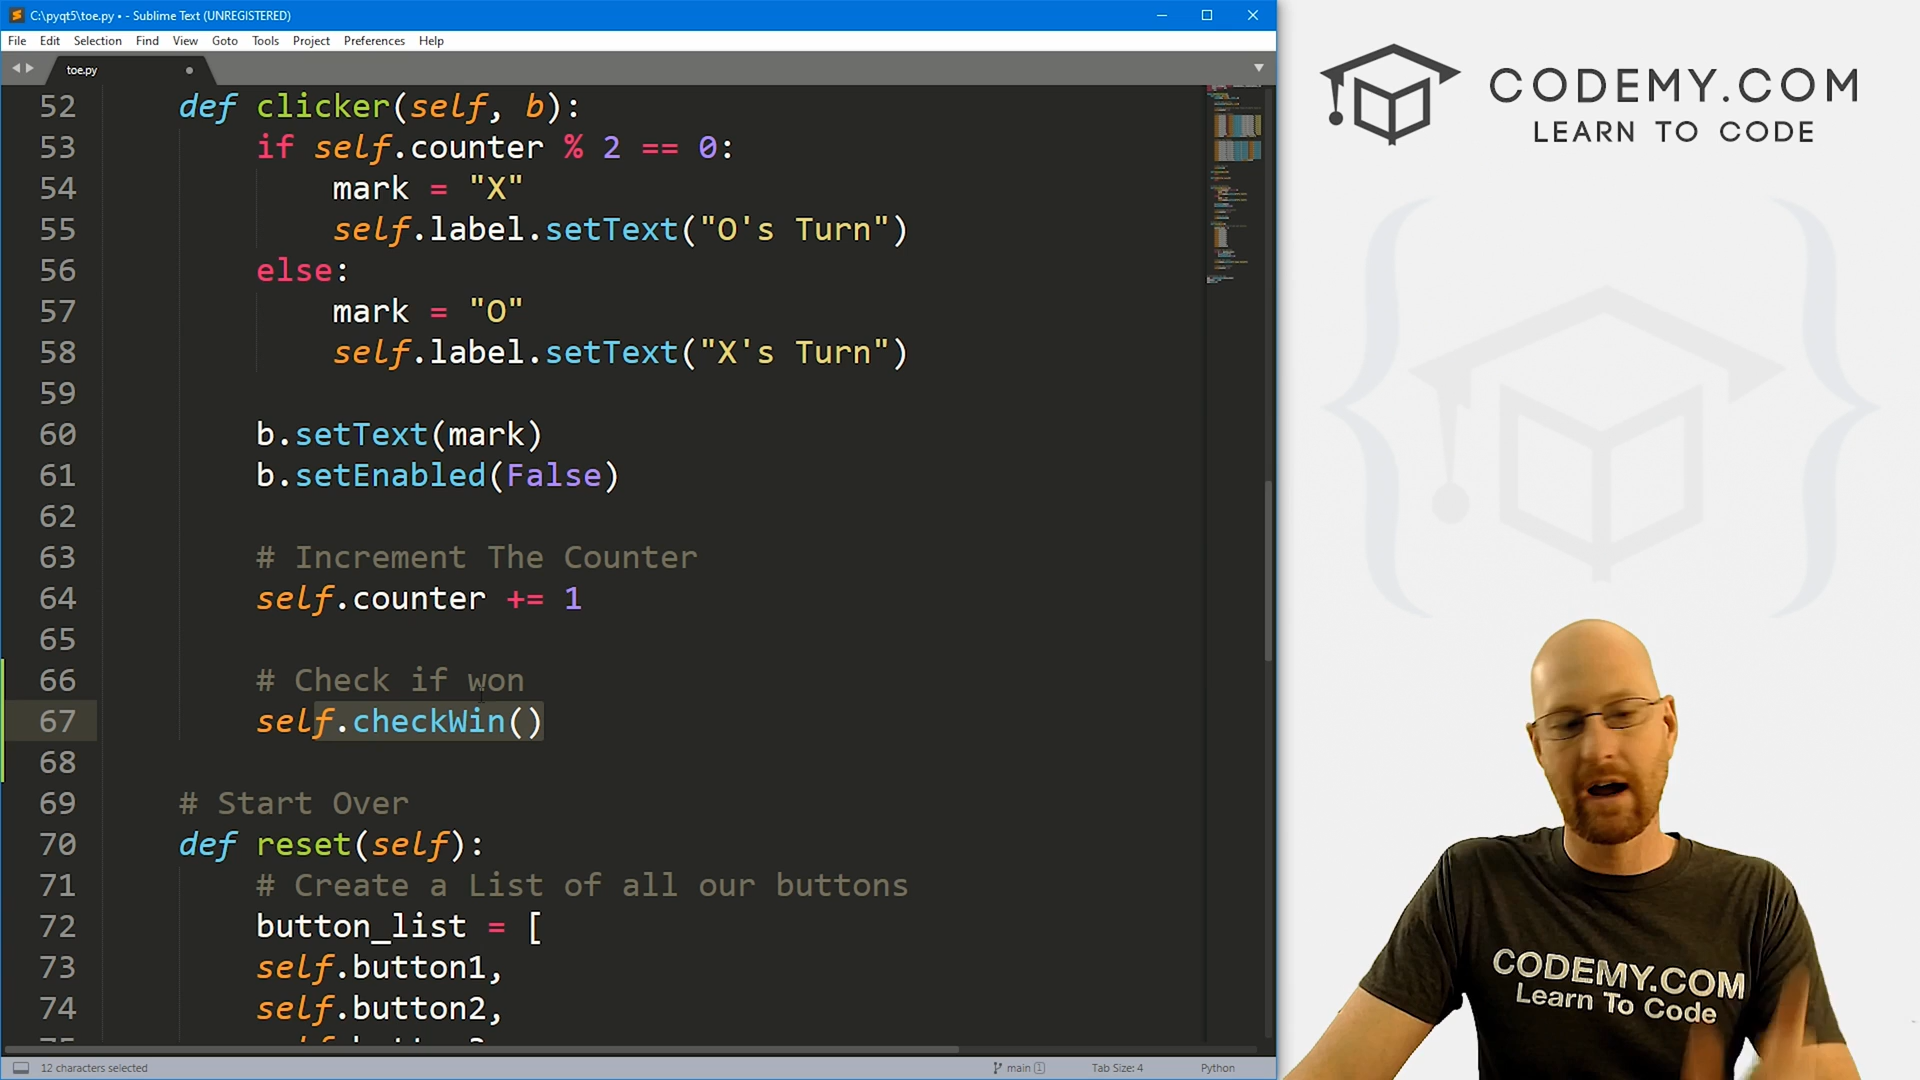 C:\pyqt5\toe.py • - Sublime Text (UNREGISTERED)
File Edit Selection Find View Goto Tools Project Preferences Help
toe.py
52 def clicker(self, b):
53 if self.counter % 2 == 0:
54 mark = "X"
55 self.label.setText("O's Turn")
56 else:
57 mark = "O"
58 self.label.setText("X's Turn")
59
60 b.setText(mark)
61 b.setEnabled(False)
62
63 # Increment The Counter
64 self.counter += 1
65
66 # Check if won
67 self.checkWin()
68
69 # Start Over
70 def reset(self):
71 # Create a List of all our buttons
72 button_list = [
73 self.button1,
74 self.button2,
12 characters selected
main 1
Tab Size: 4
Python
CODEMY.COM
LEARN TO CODE
CODEMY.COM
Learn To Code